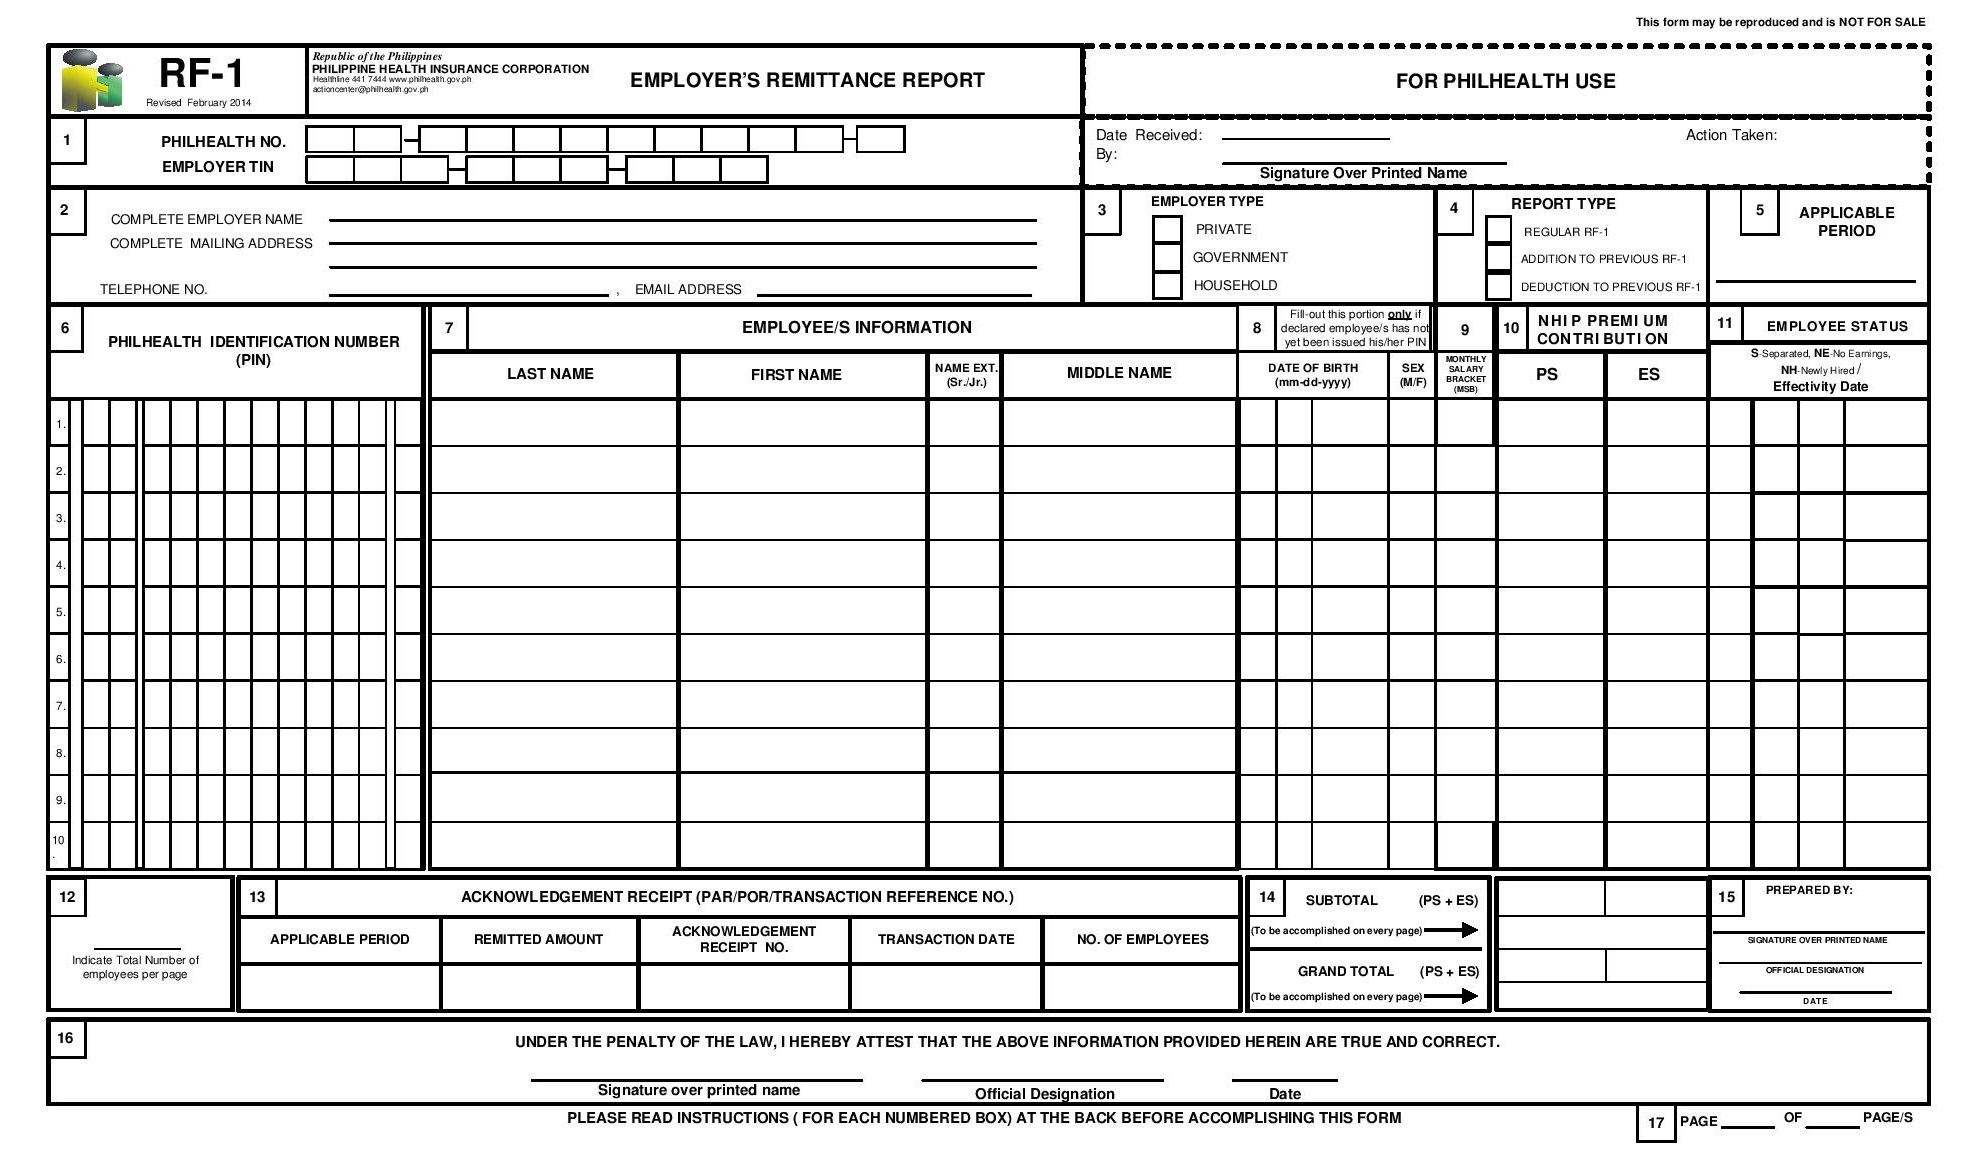 This form may be reproduced and is NOT FOR SALE
RF-1
Revised February 2014
Republic of the Philippines
PHILIPPINE HEALTH INSURANCE CORPORATION
Healthline 441 7444 www.philhealth.gov.ph
actioncenter@philhealth.gov.ph
EMPLOYER’S REMITTANCE REPORT
FOR PHILHEALTH USE
1
PHILHEALTH NO.
EMPLOYER TIN
Date Received:
Action Taken:
By:
Signature Over Printed Name
2
COMPLETE EMPLOYER NAME
COMPLETE MAILING ADDRESS
TELEPHONE NO. , EMAIL ADDRESS
3
EMPLOYER TYPE
PRIVATE
GOVERNMENT
HOUSEHOLD
4
REPORT TYPE
REGULAR RF-1
ADDITION TO PREVIOUS RF-1
DEDUCTION TO PREVIOUS RF-1
5
APPLICABLE
PERIOD
6
PHILHEALTH IDENTIFICATION NUMBER
(PIN)
7
EMPLOYEE/S INFORMATION
LAST NAME
FIRST NAME
NAME EXT.
(Sr./Jr.)
MIDDLE NAME
8
Fill-out this portion only if
declared employee/s has not
yet been issued his/her PIN
DATE OF BIRTH
(mm-dd-yyyy)
SEX
(M/F)
9
MONTHLY
SALARY
BRACKET
(MSB)
10
NHIP PREMIUM
CONTRIBUTION
PS
ES
11
EMPLOYEE STATUS
S-Separated, NE-No Earnings,
NH-Newly Hired /
Effectivity Date
1.
2.
3.
4.
5.
6.
7.
8.
9.
10
.
12
Indicate Total Number of
employees per page
13
ACKNOWLEDGEMENT RECEIPT (PAR/POR/TRANSACTION REFERENCE NO.)
APPLICABLE PERIOD
REMITTED AMOUNT
ACKNOWLEDGEMENT
RECEIPT NO.
TRANSACTION DATE
NO. OF EMPLOYEES
14
SUBTOTAL (PS + ES)
(To be accomplished on every page)
GRAND TOTAL (PS + ES)
(To be accomplished on every page)
15
PREPARED BY:
SIGNATURE OVER PRINTED NAME
OFFICIAL DESIGNATION
DATE
16
UNDER THE PENALTY OF THE LAW, I HEREBY ATTEST THAT THE ABOVE INFORMATION PROVIDED HEREIN ARE TRUE AND CORRECT.
Signature over printed name
Official Designation
Date
PLEASE READ INSTRUCTIONS ( FOR EACH NUMBERED BOX) AT THE BACK BEFORE ACCOMPLISHING THIS FORM
17
PAGE ______ OF ______ PAGE/S